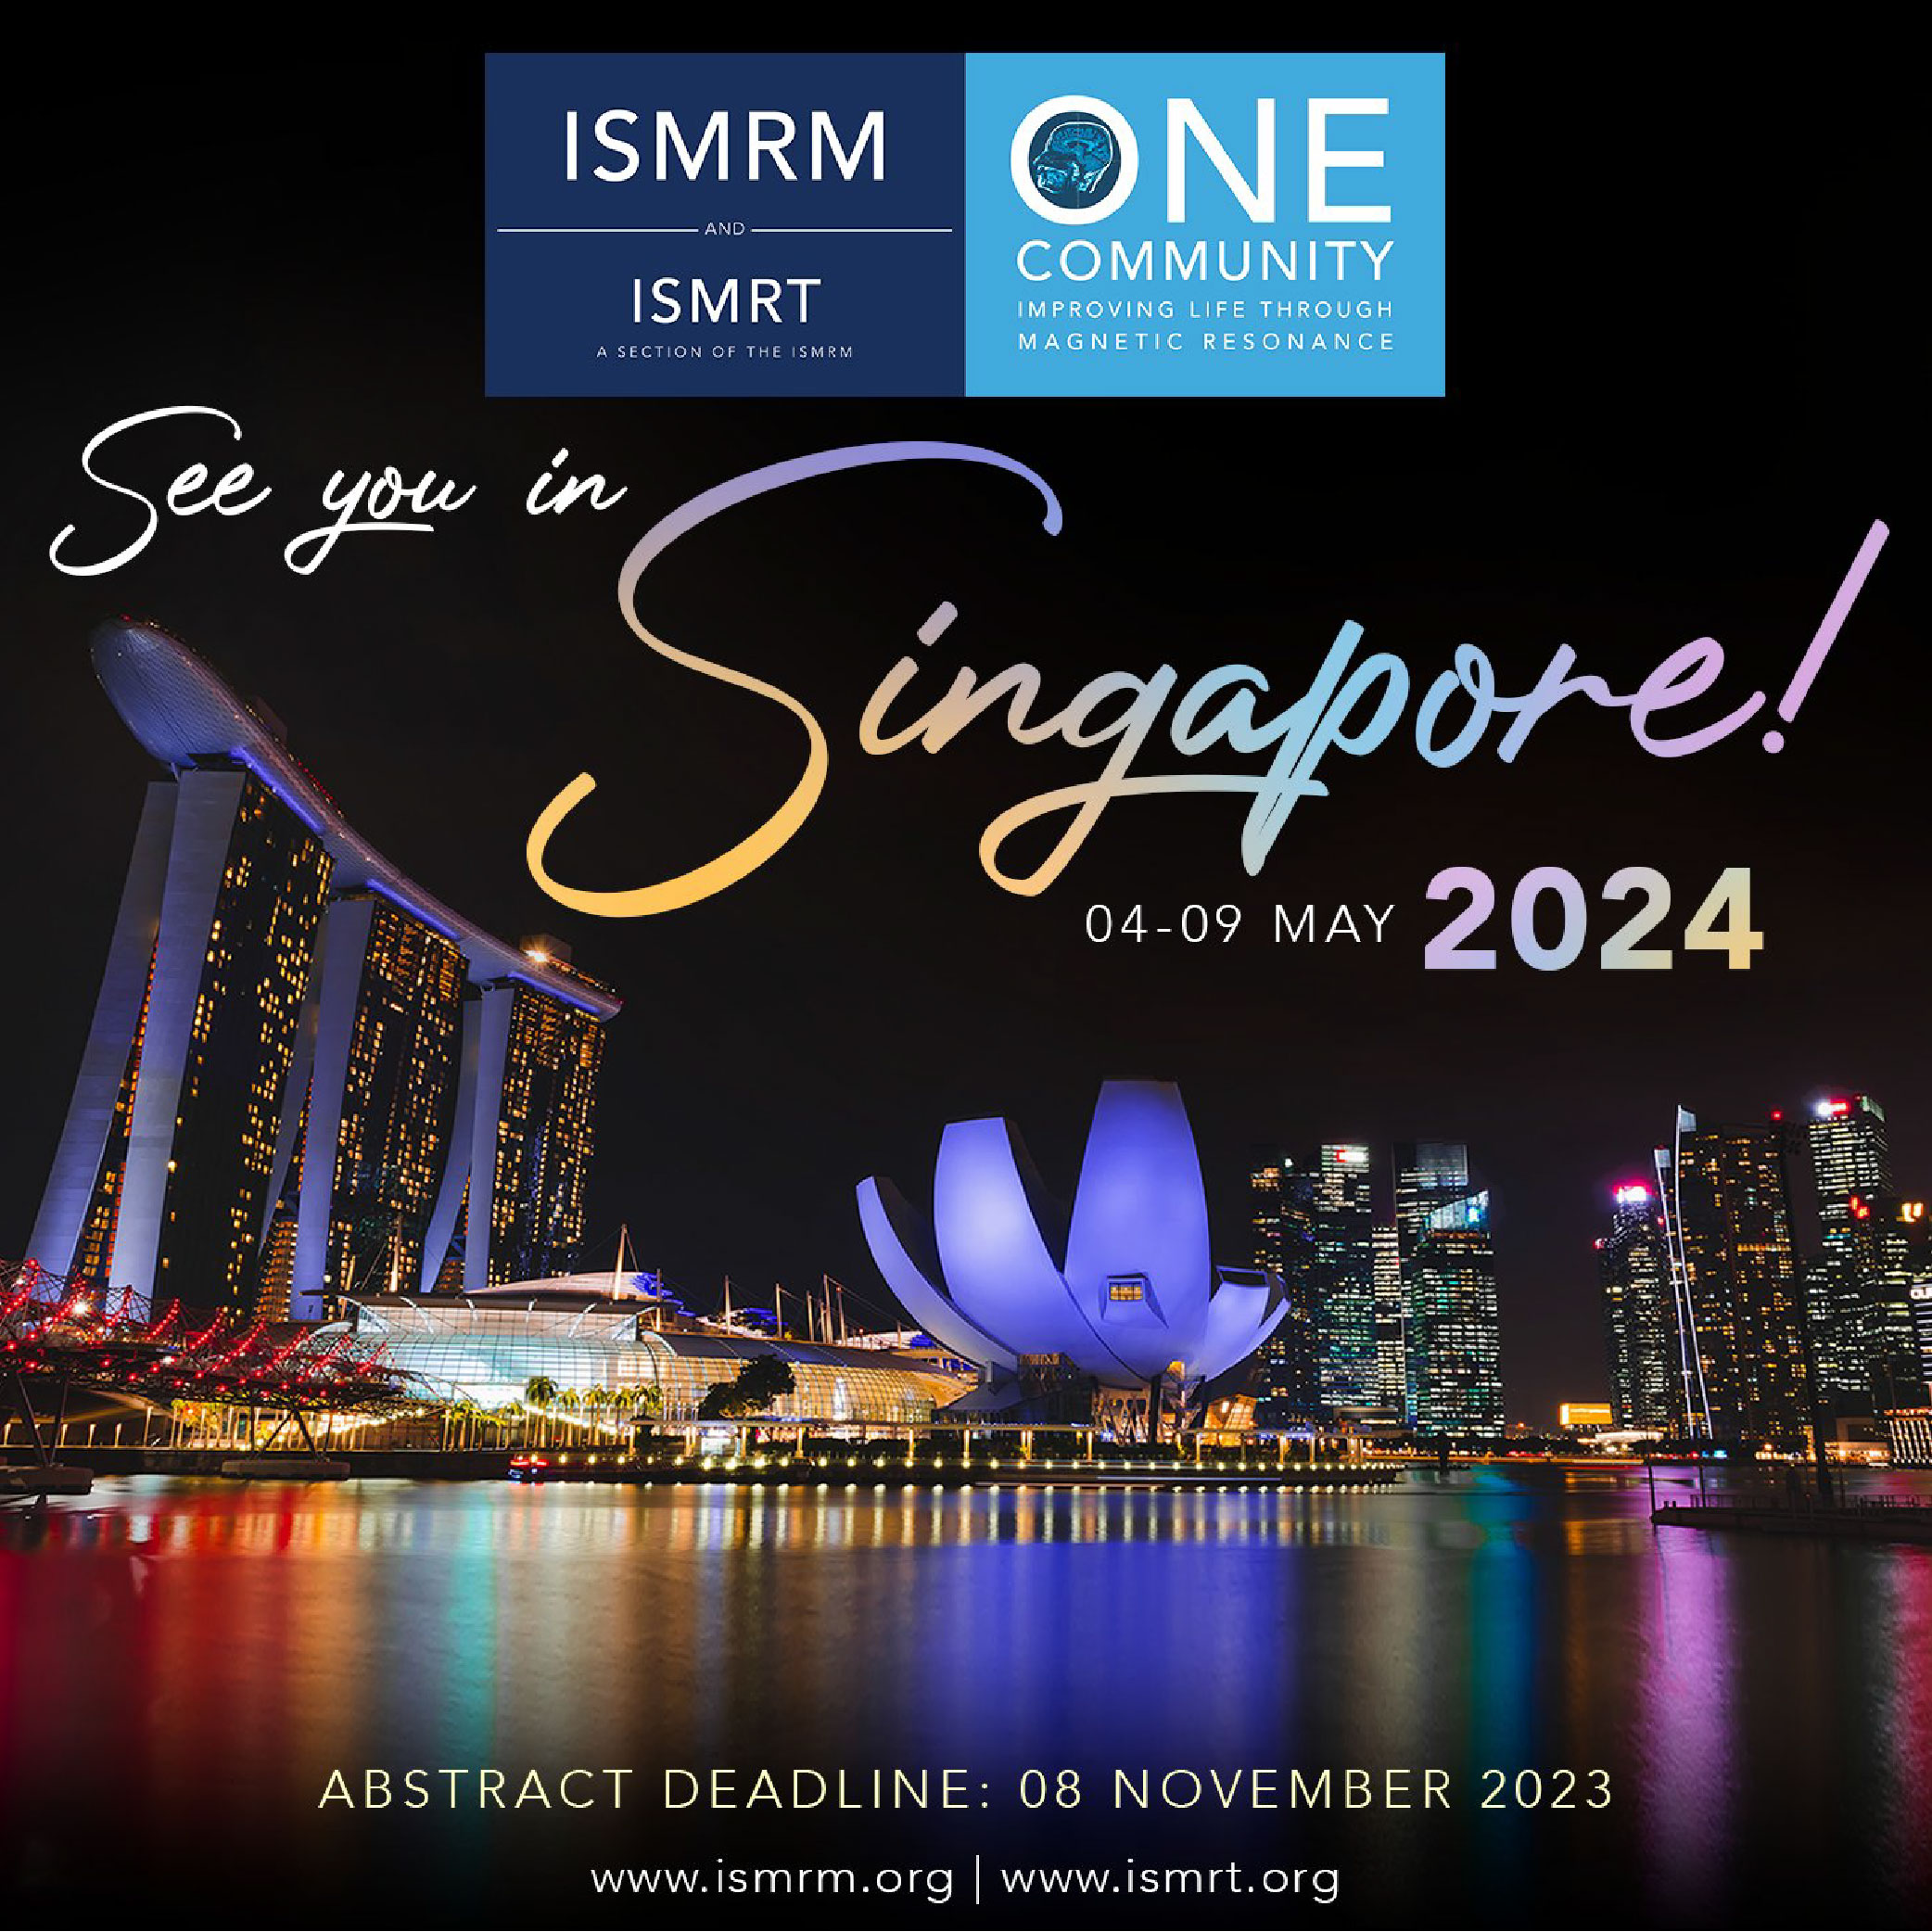 ISMRM
AND
ISMRT
A SECTION OF THE ISMRM
ONE
COMMUNITY
IMPROVING LIFE THROUGH
MAGNETIC RESONANCE
See you in
Singapore!
04-09 MAY 2024
ABSTRACT DEADLINE: 08 NOVEMBER 2023
www.ismrm.org | www.ismrt.org